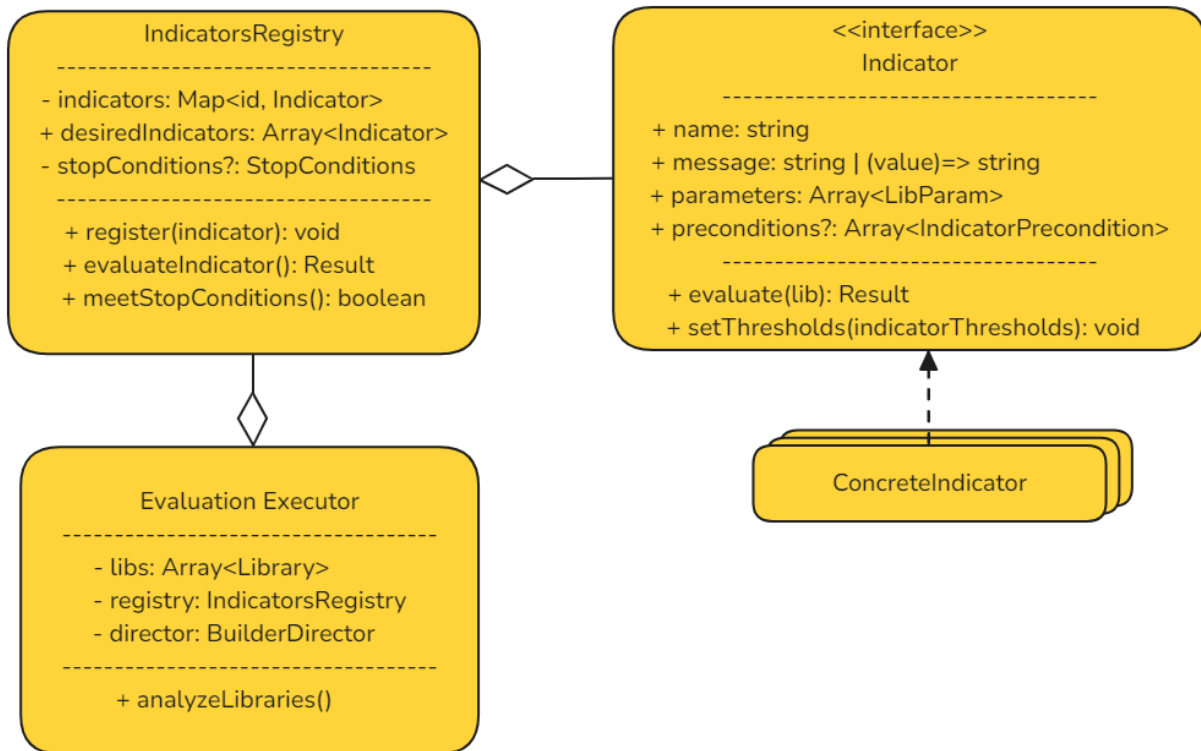 IndicatorsRegistry
------------------------------------
- indicators: Map<id, Indicator>
+ desiredIndicators: Array<Indicator>
- stopConditions?: StopConditions
------------------------------------
+ register(indicator): void
+ evaluateIndicator(): Result
+ meetStopConditions(): boolean
<<interface>>
Indicator
------------------------------------
+ name: string
+ message: string | (value)=> string
+ parameters: Array<LibParam>
+ preconditions?: Array<IndicatorPrecondition>
------------------------------------
+ evaluate(lib): Result
+ setThresholds(indicatorThresholds): void
Evaluation Executor
------------------------------------
- libs: Array<Library>
- registry: IndicatorsRegistry
- director: BuilderDirector
------------------------------------
+ analyzeLibraries()
ConcreteIndicator